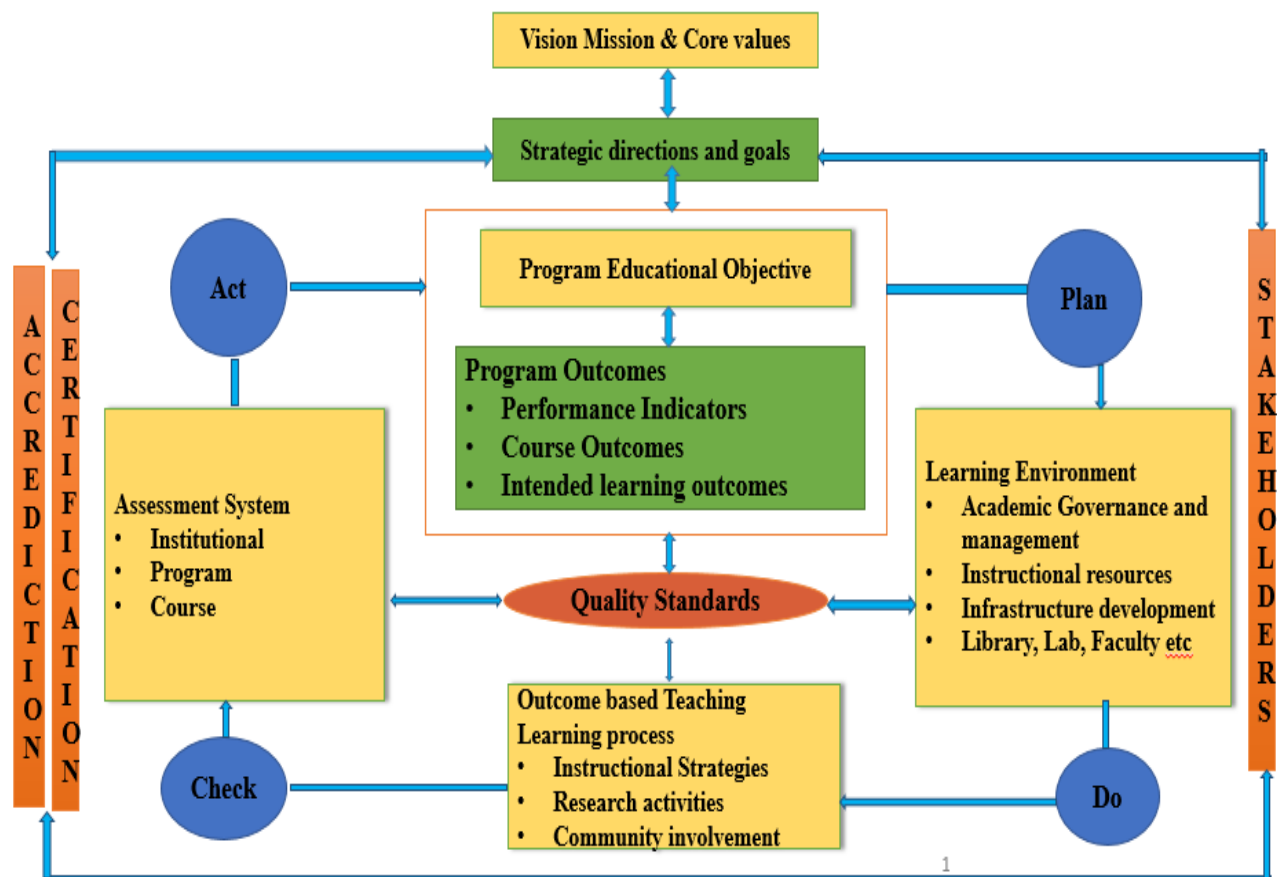 Vision Mission & Core values
Strategic directions and goals
Act
Program Educational Objective
Plan
ACCREDICTION
CERTIFICATION
STAKEHOLDERS
Program Outcomes
• Performance Indicators
• Course Outcomes
• Intended learning outcomes
Assessment System
• Institutional
• Program
• Course
Learning Environment
• Academic Governance and
management
• Instructional resources
• Infrastructure development
• Library, Lab, Faculty etc
Quality Standards
Outcome based Teaching
Learning process
• Instructional Strategies
• Research activities
• Community involvement
Check
Do
1